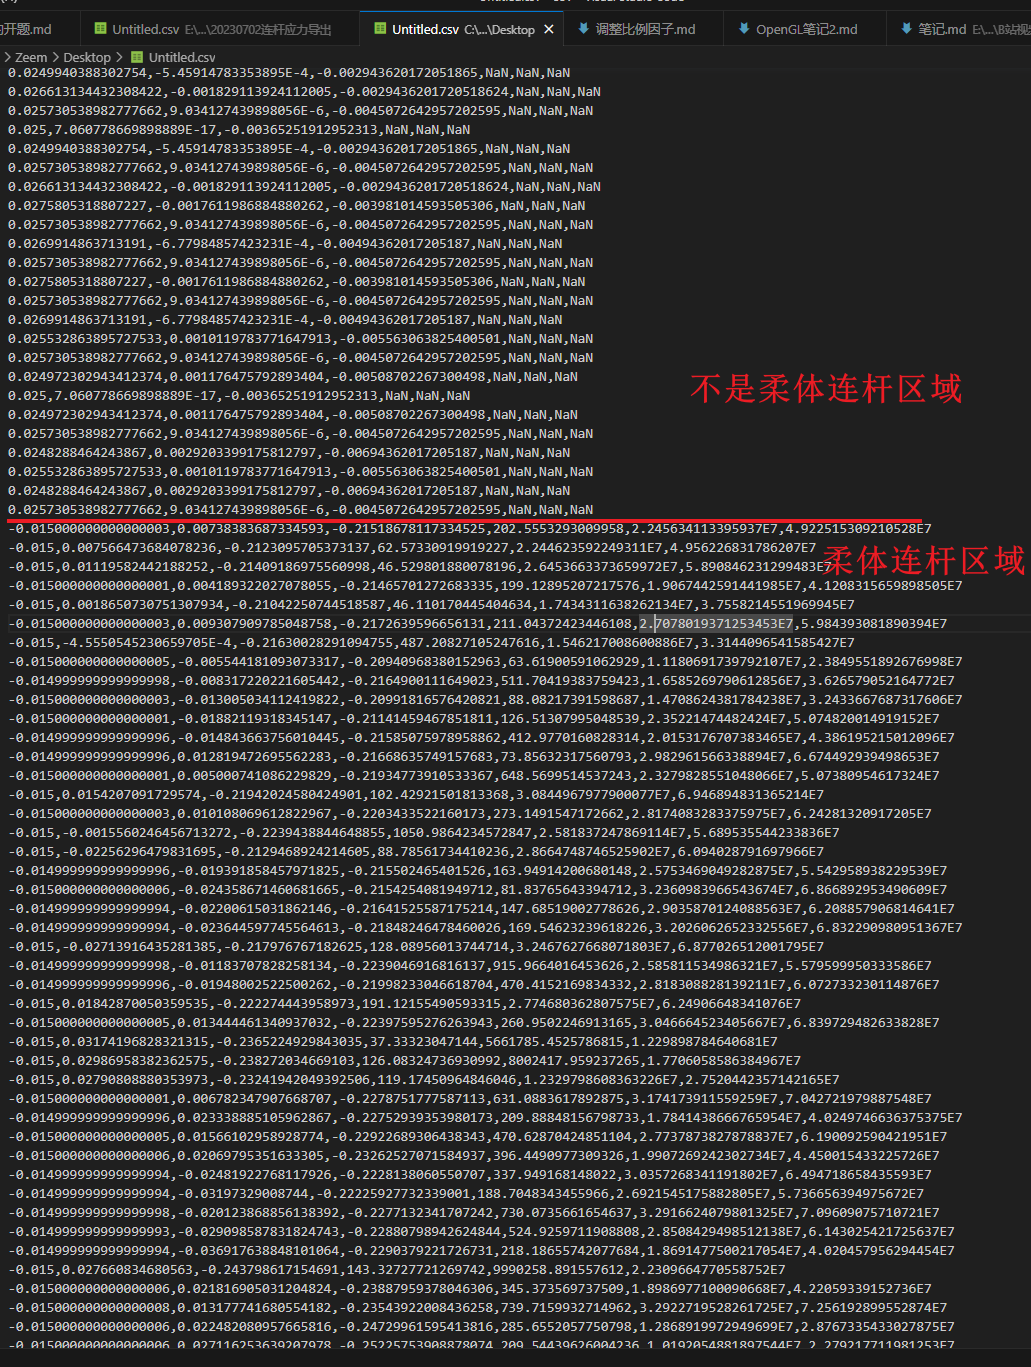 的开题.md Untitled.csv E:\...\20230702连杆应力导出 Untitled.csv C:\...\Desktop × 调整比例因子.md OpenGL笔记2.md 笔记.md E:\...\B站视
> Zeem > Desktop > Untitled.csv
0.0249940388302754,-5.45914783353895E-4,-0.002943620172051865,NaN,NaN,NaN
0.026613134432308422,-0.001829113924112005,-0.0029436201720518624,NaN,NaN,NaN
0.025730538982777662,9.034127439898056E-6,-0.0045072642957202595,NaN,NaN,NaN
0.025,7.060778669898889E-17,-0.00365251912952313,NaN,NaN,NaN
0.0249940388302754,-5.45914783353895E-4,-0.002943620172051865,NaN,NaN,NaN
0.025730538982777662,9.034127439898056E-6,-0.0045072642957202595,NaN,NaN,NaN
0.026613134432308422,-0.001829113924112005,-0.0029436201720518624,NaN,NaN,NaN
0.0275805318807227,-0.0017611986884880262,-0.003981014593505306,NaN,NaN,NaN
0.025730538982777662,9.034127439898056E-6,-0.0045072642957202595,NaN,NaN,NaN
0.0269914863713191,-6.77984857423231E-4,-0.00494362017205187,NaN,NaN,NaN
0.025730538982777662,9.034127439898056E-6,-0.0045072642957202595,NaN,NaN,NaN
0.0275805318807227,-0.0017611986884880262,-0.003981014593505306,NaN,NaN,NaN
0.025730538982777662,9.034127439898056E-6,-0.0045072642957202595,NaN,NaN,NaN
0.0269914863713191,-6.77984857423231E-4,-0.00494362017205187,NaN,NaN,NaN
0.025532863895727533,0.0010119783771647913,-0.005563063825400501,NaN,NaN,NaN
0.025730538982777662,9.034127439898056E-6,-0.0045072642957202595,NaN,NaN,NaN
0.024972302943412374,0.001176475792893404,-0.00508702267300498,NaN,NaN,NaN
不是柔体连杆区域
0.025,7.060778669898889E-17,-0.00365251912952313,NaN,NaN,NaN
0.024972302943412374,0.001176475792893404,-0.00508702267300498,NaN,NaN,NaN
0.025730538982777662,9.034127439898056E-6,-0.0045072642957202595,NaN,NaN,NaN
0.0248288464243867,0.0029203399175812797,-0.00694362017205187,NaN,NaN,NaN
0.025532863895727533,0.0010119783771647913,-0.005563063825400501,NaN,NaN,NaN
0.0248288464243867,0.0029203399175812797,-0.00694362017205187,NaN,NaN,NaN
0.025730538982777662,9.034127439898056E-6,-0.0045072642957202595,NaN,NaN,NaN
-0.015000000000000003,0.00738383687334593,-0.21518678117334525,202.5553293009958,2.245634113395937E7,4.922515309210528E7
-0.015,0.007566473684078236,-0.2123095705373137,62.57330919919227,2.244623592249311E7,4.956226831786207E7
-0.015,0.01119582442188252,-0.21409186975560998,46.529801880078196,2.6453663373659972E7,5.890846231299483E7
柔体连杆区域
-0.015000000000000001,0.004189322027078055,-0.21465701272683335,199.12895207217576,1.9067442591441985E7,4.1208315659898505E7
-0.015,0.0018650730751307934,-0.21042250744518587,46.110170445404634,1.7434311638262134E7,3.7558214551969945E7
-0.015000000000000003,0.009307909785048758,-0.2172639596656131,211.04372423446108,2.7078019371253453E7,5.984393081890394E7
-0.015,-4.5550545230659705E-4,-0.21630028291094755,487.20827105247616,1.546217008600886E7,3.314409654158542​7E7
-0.015000000000000005,-0.005544181093073317,-0.20940968380152963,63.61900591062929,1.1180691739792107E7,2.3849551892676998E7
-0.014999999999999998,-0.008317220221605442,-0.2164900111649023,511.70419383759423,1.6585269790612856E7,3.626579052164772E7
-0.015000000000000003,-0.013005034112419822,-0.20991816576420821,88.08217391598687,1.4708624381784238E7,3.2433667687317606E7
-0.015000000000000001,-0.01882119318345147,-0.21141459467851811,126.51307995048539,2.35221474482424E7,5.074820014919152E7
-0.014999999999999996,-0.014843663756010445,-0.21585075978958862,412.9770160828314,2.0153176707383465E7,4.386195215012096E7
-0.015000000000000006,0.012819472695562283,-0.21668635749157683,73.85632317560793,2.982961566338894E7,6.674492939498653E7
-0.015000000000000001,0.005000741086229829,-0.21934773910533367,648.5699514537243,2.3279828551048066E7,5.07380954617324E7
-0.015,0.0154207091729574,-0.21942024580424901,102.42921501813368,3.0844967977900077E7,6.946894831365214E7
-0.015000000000000003,0.010108069612822967,-0.2203433522160173,273.1491547172662,2.8174083283375975E7,6.24281320917205E7
-0.015,-0.0015560246456713272,-0.2239438844648855,1050.9864234572847,2.581837247869114E7,5.689535544233836E7
-0.015,-0.02256296479831695,-0.2129468924214605,88.78561734410236,2.8664748746525902E7,6.094028791697966E7
-0.014999999999999996,-0.019391858457971825,-0.215502465401526,163.94914200680148,2.5753469049282875E7,5.542958938229539E7
-0.015000000000000006,-0.024358671460681665,-0.2154254081949712,81.83765643394712,3.2360983966543674E7,6.866892953490609E7
-0.014999999999999994,-0.02200615031862146,-0.21641525587175214,147.68519002778626,2.9035870124088563E7,6.208857906814641E7
-0.015000000000000006,-0.023644597745564613,-0.21848246478460026,169.54623239618226,3.2026062652332556E7,6.832290980951367E7
-0.015,-0.02713916435281385,-0.217976767182625,128.08956013744714,3.2467627668071803E7,6.877026512001795E7
-0.014999999999999998,-0.01183707828258134,-0.2239046916816137,915.9664016453626,2.585811534986321E7,5.579599950333586E7
-0.014999999999999996,-0.01948002522500262,-0.21998233046618704,470.4152169834332,2.818308828139211E7,6.072733230114876E7
-0.015,0.01842870050359535,-0.222274443958973,191.12155490593315,2.774680362807575E7,6.24906648341076E7
-0.015000000000000005,0.013444461340937032,-0.22397595276263943,260.9502246913165,3.046664523405667E7,6.839729482633828E7
-0.015,0.03174196828321315,-0.2365224929843035,37.33323047144,5661785.4525786815,1.229898784640681E7
-0.015,0.02986958382362575,-0.238272034669103,126.08324736930992,8002417.959237265,1.7706058586384967E7
-0.015,0.02790808880353973,-0.23241942049392506,119.17450964846046,1.2329798608363226E7,2.7520442357142165E7
-0.015000000000000001,0.006782347907668707,-0.2278751777587113,631.0883617892875,3.174173911559259E7,7.042721979887548E7
-0.014999999999999996,0.023338885105962867,-0.22752939353980173,209.88848156798733,1.7841438666765954E7,4.0249746636375375E7
-0.015000000000000005,0.01566102958928774,-0.22922689306438343,470.62870424851104,2.7737873827878837E7,6.190092590421951E7
-0.015000000000000006,0.02069795351633305,-0.23262527071584937,396.4490977309326,1.9907269242302734E7,4.450015433225726E7
-0.014999999999999994,-0.02481922768117926,-0.2228138060550707,337.949168148022,3.0357268341191802E7,6.494718658435593E7
-0.014999999999999994,-0.03197329008744,-0.22225927732339001,188.7048343455966,2.6921545175882805E7,5.736656394975672E7
-0.014999999999999998,-0.020123868856138392,-0.2277132341707242,730.0735661654637,3.2916624079801325E7,7.09609075710721E7
-0.014999999999999993,-0.029098587831824743,-0.22880798942624844,524.9259711908808,2.8508429498512138E7,6.143025421725637E7
-0.014999999999999994,-0.036917638848101064,-0.2290379221726731,218.18655742077684,1.8691477500217054E7,4.020457956294454E7
-0.015,0.027660834680563,-0.243798617154691,143.32727721269742,9990258.891557612,2.2309664770558752E7
-0.015000000000000006,0.021816905031204824,-0.23887959378046306,345.373569737509,1.8986977100090668E7,4.22059339152736E7
-0.015000000000000008,0.013177741680554182,-0.23543922008436258,739.7159932714962,3.2922719528261725E7,7.256192899552874E7
-0.015000000000000006,0.022482080957665816,-0.24729961595413816,285.6552057750798,1.2868919972949699E7,2.8767335433027875E7
-0.015000000000000006,0.027116253639207978,-0.2522575390887​8074,209.54439626004236,1.0192054881897544E7,2.2792177119812​53E7